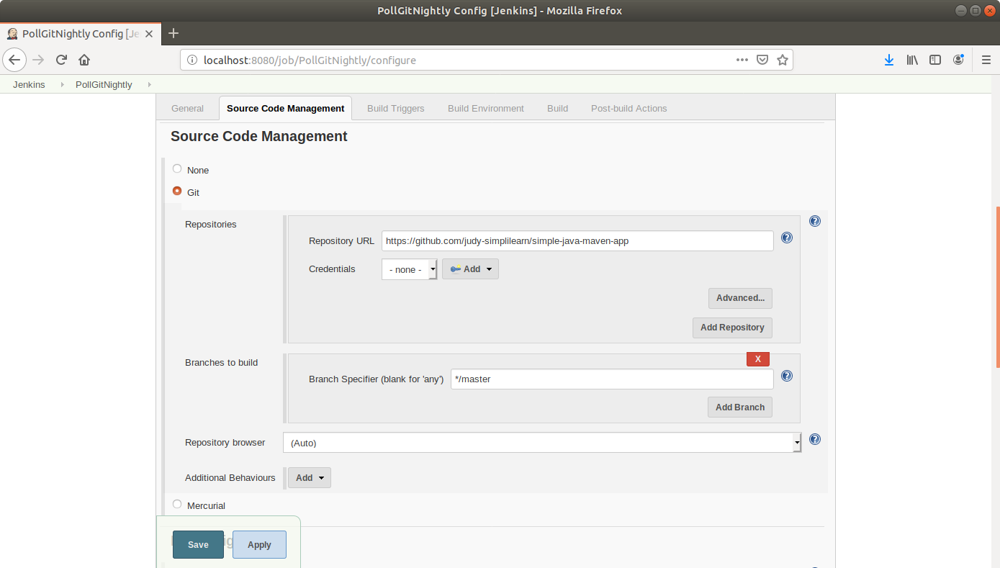 PollGitNightly Config [Jenkins] - Mozilla Firefox
PollGitNightly Config [Je
localhost:8080/job/PollGitNightly/configure
Jenkins PollGitNightly
General Source Code Management Build Triggers Build Environment Build Post-build Actions
Source Code Management
None
Git
Repositories
Repository URL https://github.com/judy-simplilearn/simple-java-maven-app
Credentials - none - Add
Advanced...
Add Repository
Branches to build
X
Branch Specifier (blank for 'any') */master
Add Branch
Repository browser (Auto)
Additional Behaviours Add
Mercurial
Save Apply